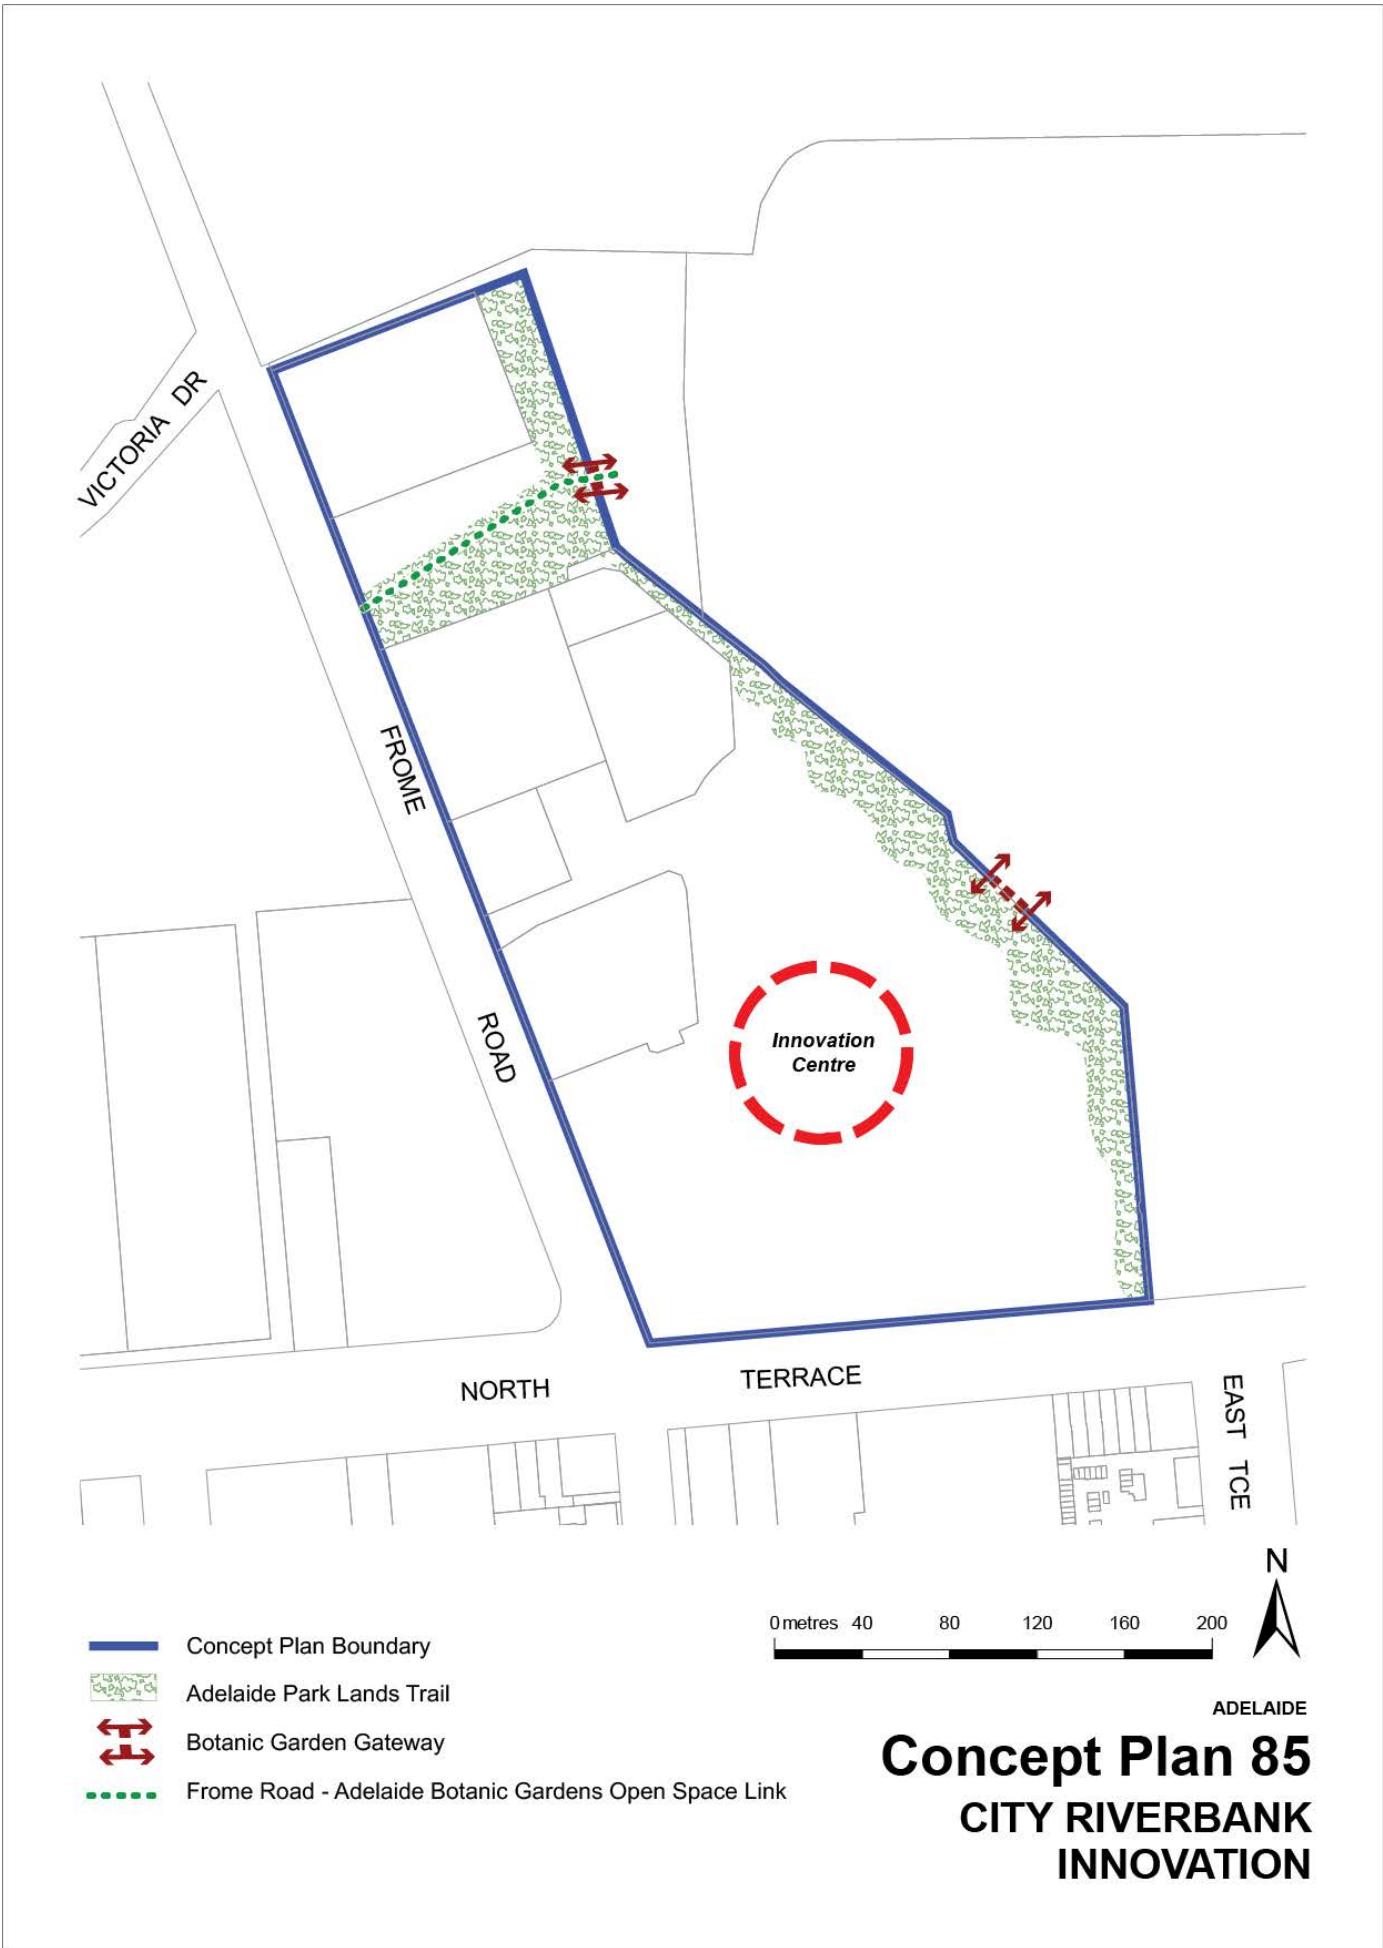 VICTORIA DR
FROME
ROAD
Innovation
Centre
NORTH
TERRACE
EAST TCE
N
0 metres 40 80 120 160 200
Concept Plan Boundary
Adelaide Park Lands Trail
Botanic Garden Gateway
Frome Road - Adelaide Botanic Gardens Open Space Link
ADELAIDE
Concept Plan 85
CITY RIVERBANK
INNOVATION